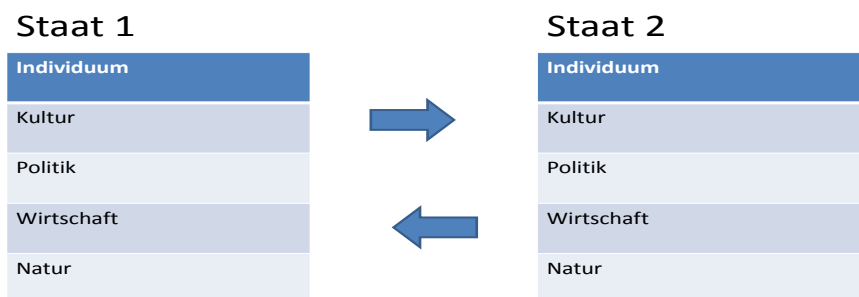 Staat 1
Individuum
Kultur
Politik
Wirtschaft
Natur
Staat 2
Individuum
Kultur
Politik
Wirtschaft
Natur